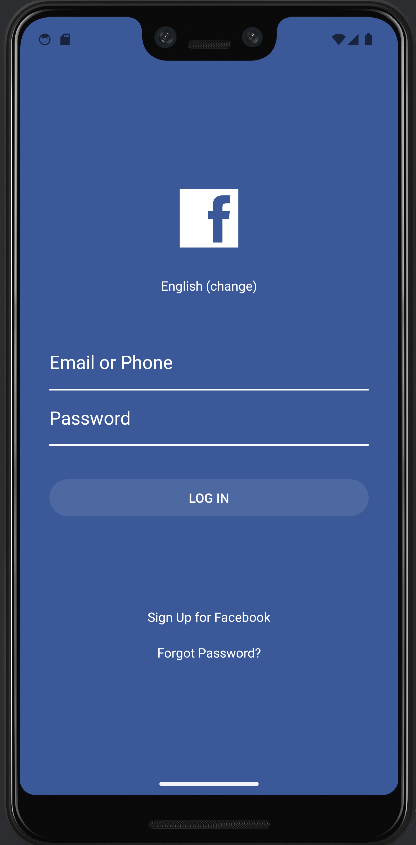 f
English (change)
Email or Phone
Password
LOG IN
Sign Up for Facebook
Forgot Password?